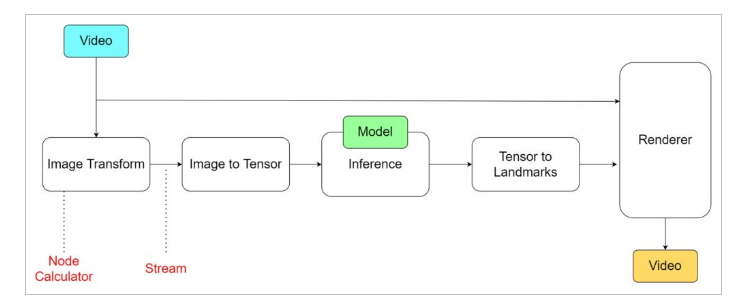 Video
Model
Image Transform
Image to Tensor
Inference
Tensor to
Landmarks
Renderer
Node
Calculator
Stream
Video